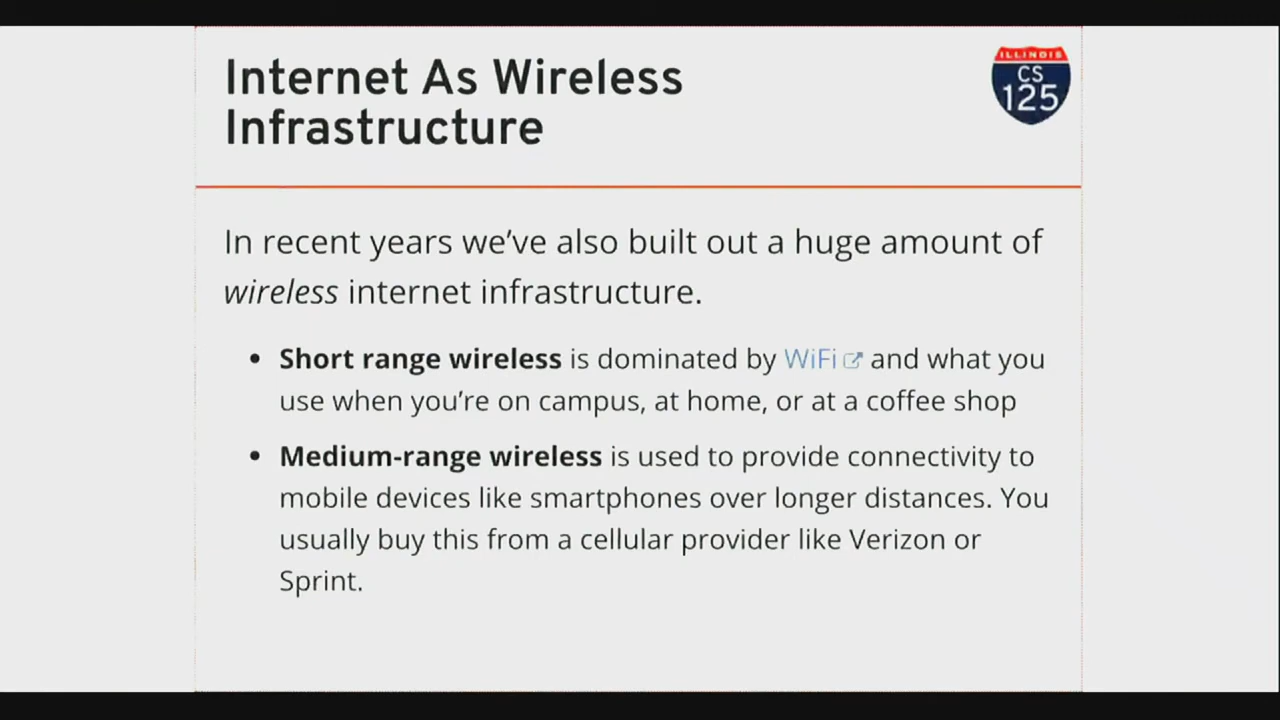 Internet As Wireless
Infrastructure
ILLINOIS
CS
125
In recent years we’ve also built out a huge amount of
wireless internet infrastructure.
• Short range wireless is dominated by WiFi and what you
use when you’re on campus, at home, or at a coffee shop
• Medium-range wireless is used to provide connectivity to
mobile devices like smartphones over longer distances. You
usually buy this from a cellular provider like Verizon or
Sprint.